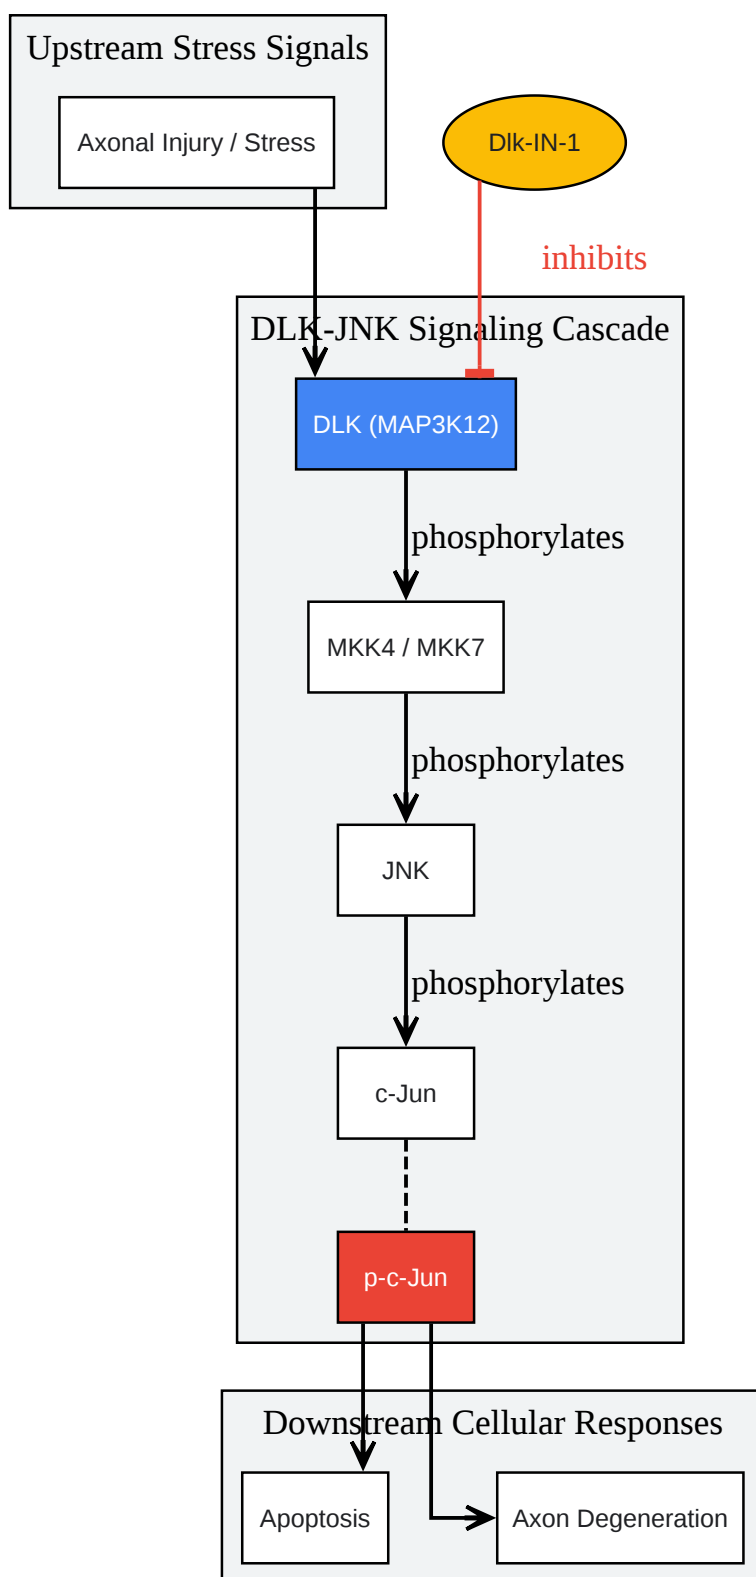 Upstream Stress Signals
Axonal Injury / Stress
Dlk-IN-1
inhibits
DLK-JNK Signaling Cascade
DLK (MAP3K12)
phosphorylates
MKK4 / MKK7
phosphorylates
JNK
phosphorylates
c-Jun
p-c-Jun
Downstream Cellular Responses
Apoptosis
Axon Degeneration